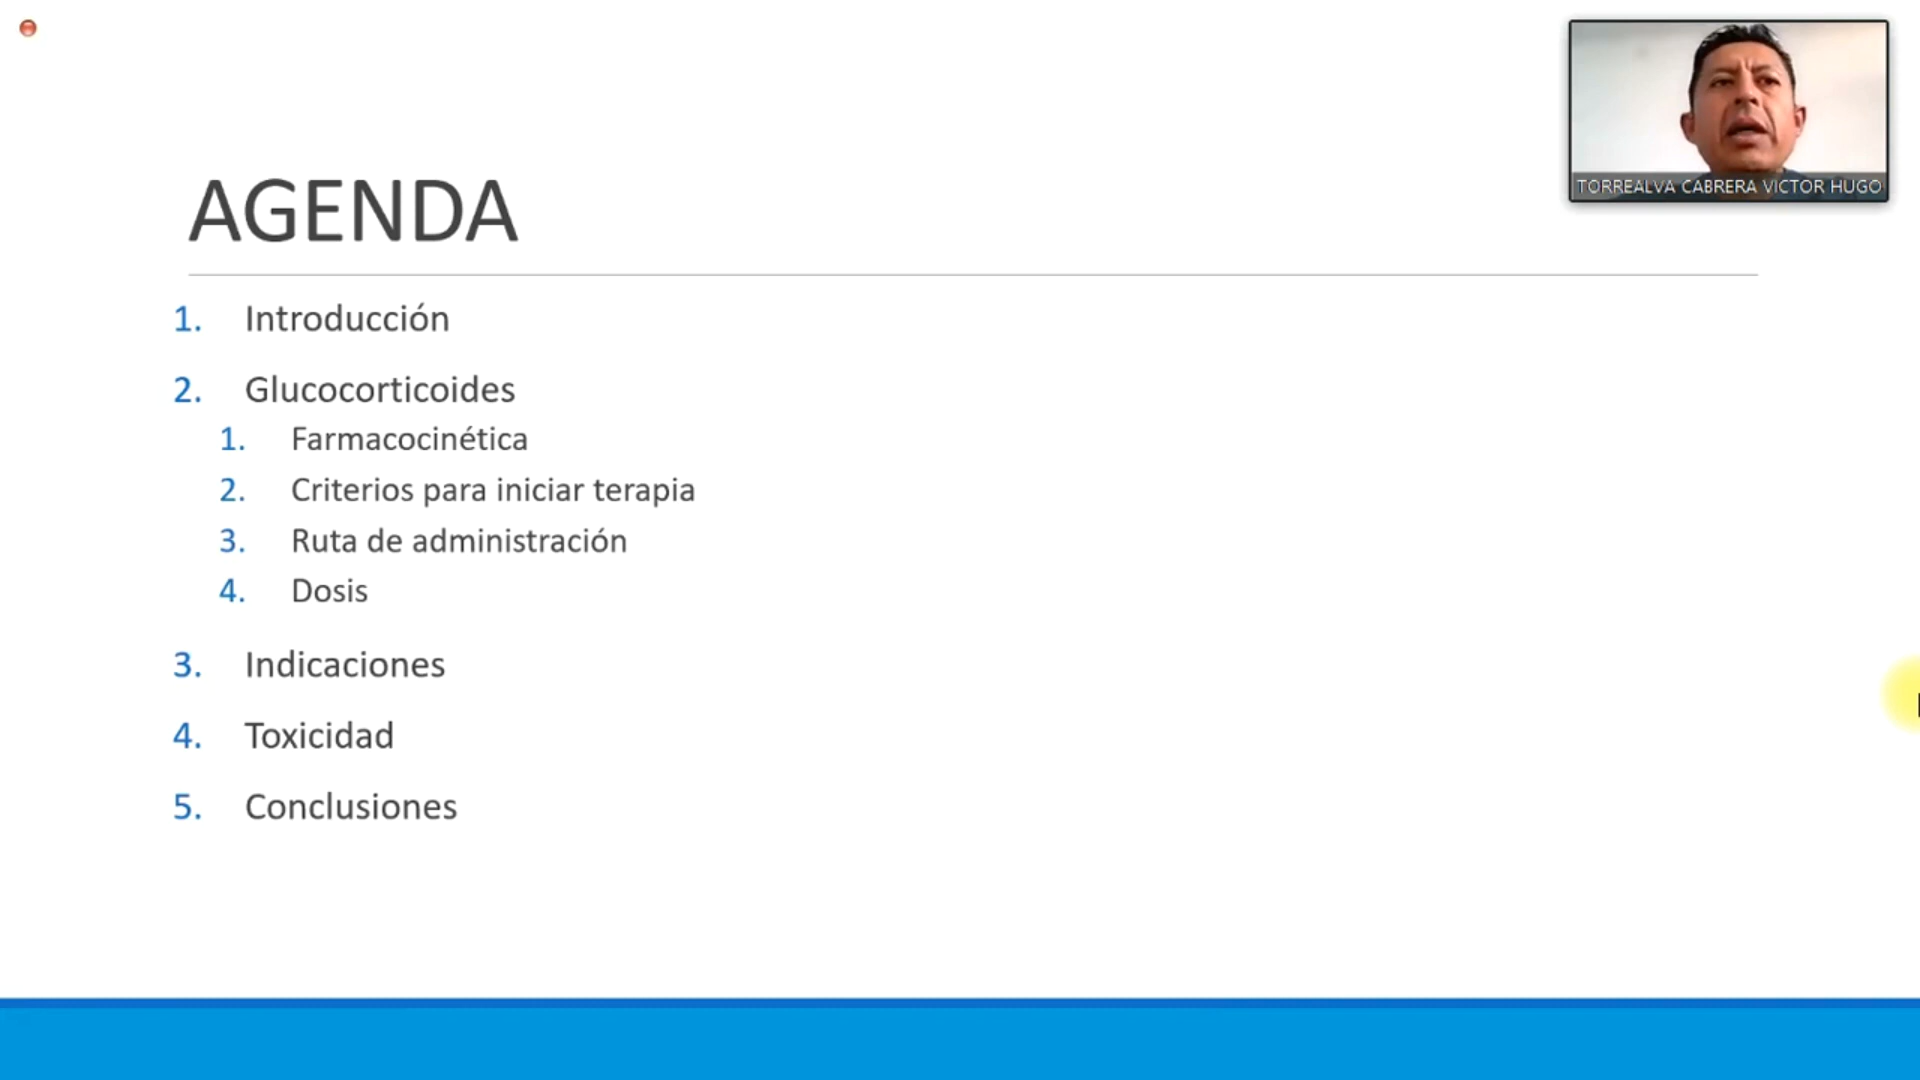 TORREALVA CABRERA VICTOR HUGO
AGENDA
1. Introducción
2. Glucocorticoides
1. Farmacocinética
2. Criterios para iniciar terapia
3. Ruta de administración
4. Dosis
3. Indicaciones
4. Toxicidad
5. Conclusiones